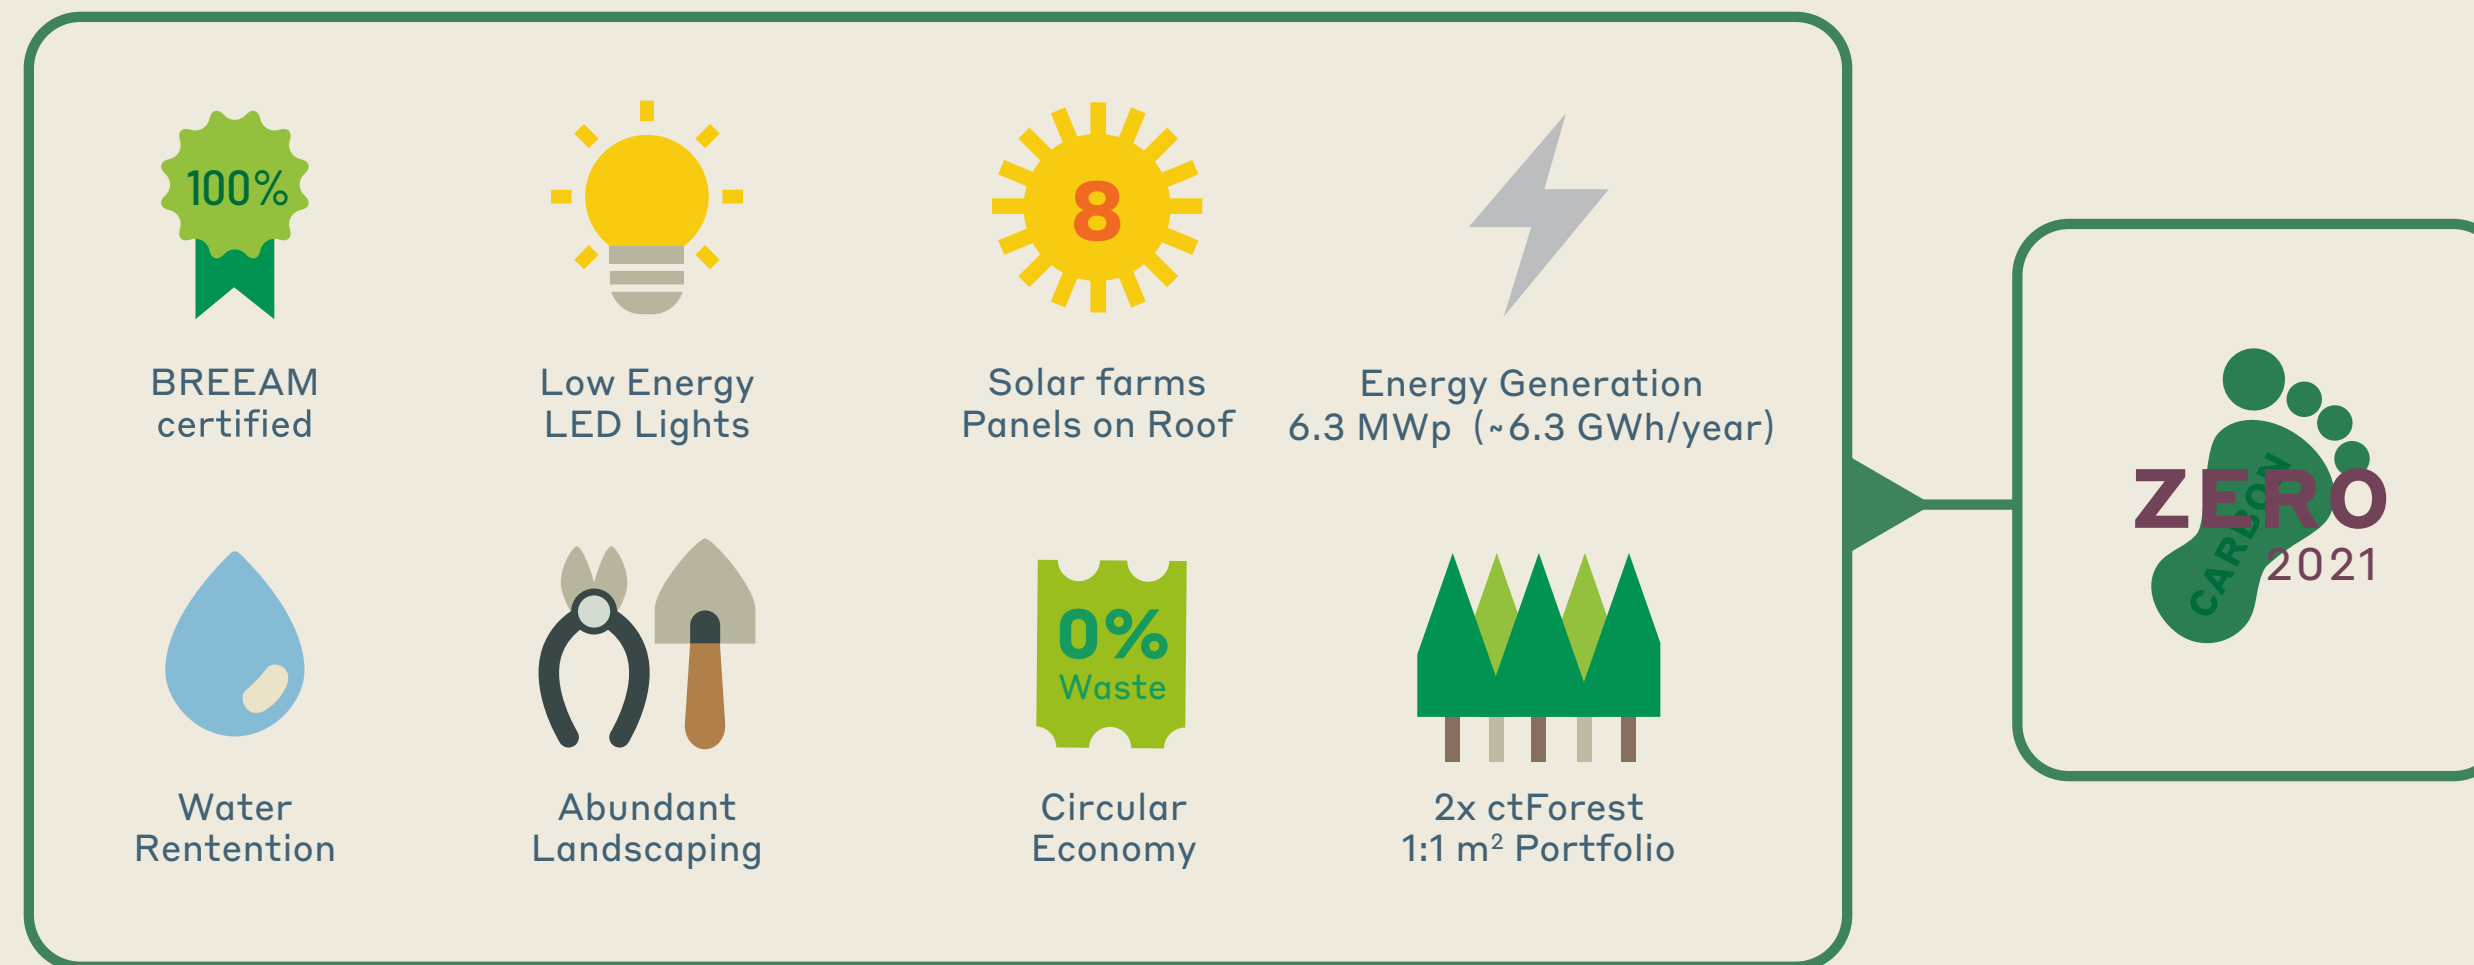 100%
BREEAM
certified
Low Energy
LED Lights
8
Solar farms
Panels on Roof
Energy Generation
6.3 MWp (~6.3 GWh/year)
Water
Rentention
Abundant
Landscaping
0%
Waste
Circular
Economy
2x ctForest
1:1 m² Portfolio
CARBON
ZERO
2021